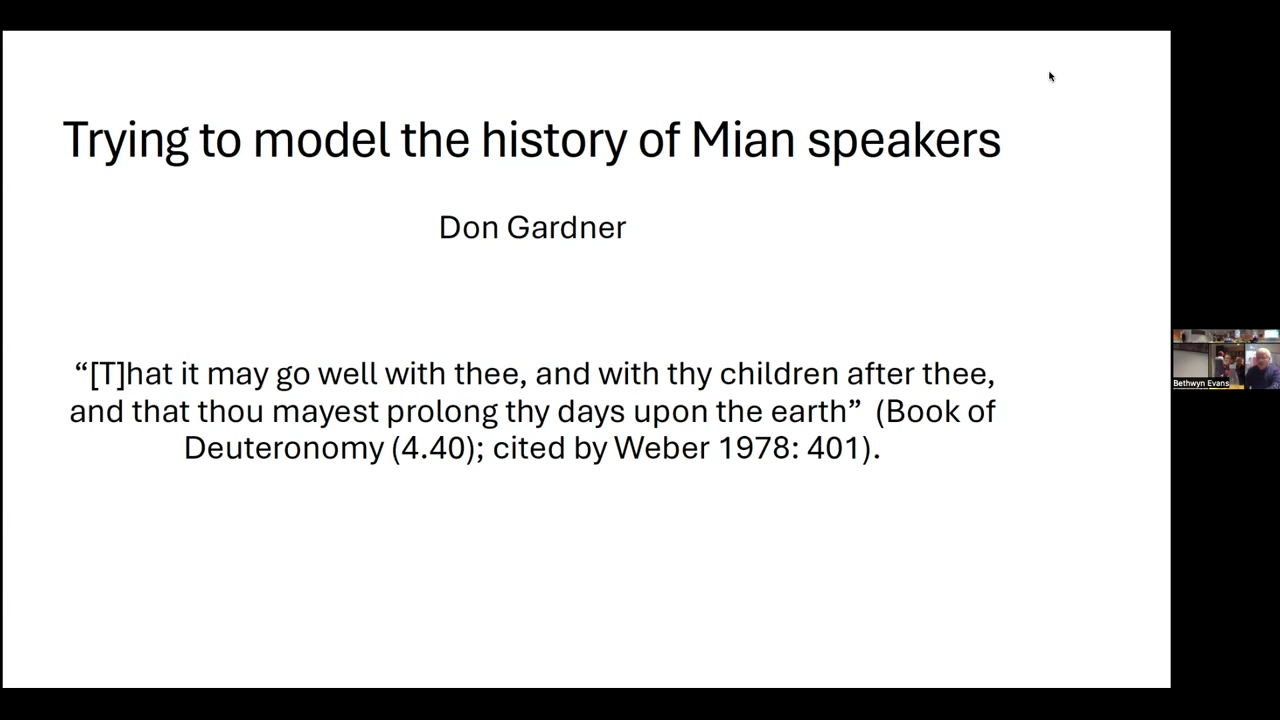 Trying to model the history of Mian speakers
Don Gardner
“[T]hat it may go well with thee, and with thy children after thee,
and that thou mayest prolong thy days upon the earth” (Book of
Deuteronomy (4.40); cited by Weber 1978: 401).
Bethwyn Evans